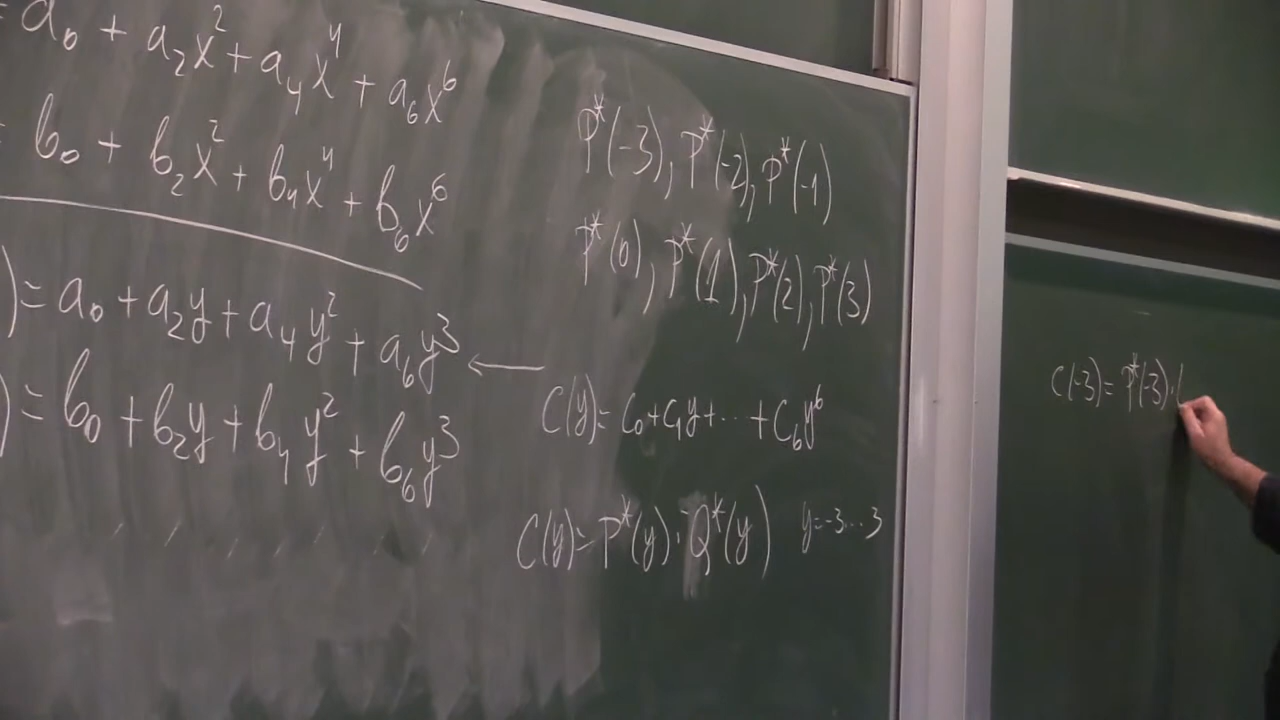 = a₀ + a₂x² + a₄x⁴ + a₆x⁶
= b₀ + b₂x² + b₄x⁴ + b₆x⁶
) = a₀ + a₂y + a₄y² + a₆y³ ←
) = b₀ + b₂y + b₄y² + b₆y³
P*(-3), P*(-2), P*(-1)
P*(0), P*(1), P*(2), P*(3)
C(y) = C₀ + C₁y + ... + C₆y⁶
C(y) = P*(y) · Q*(y) y = -3...3
C(-3) = P*(-3) ·